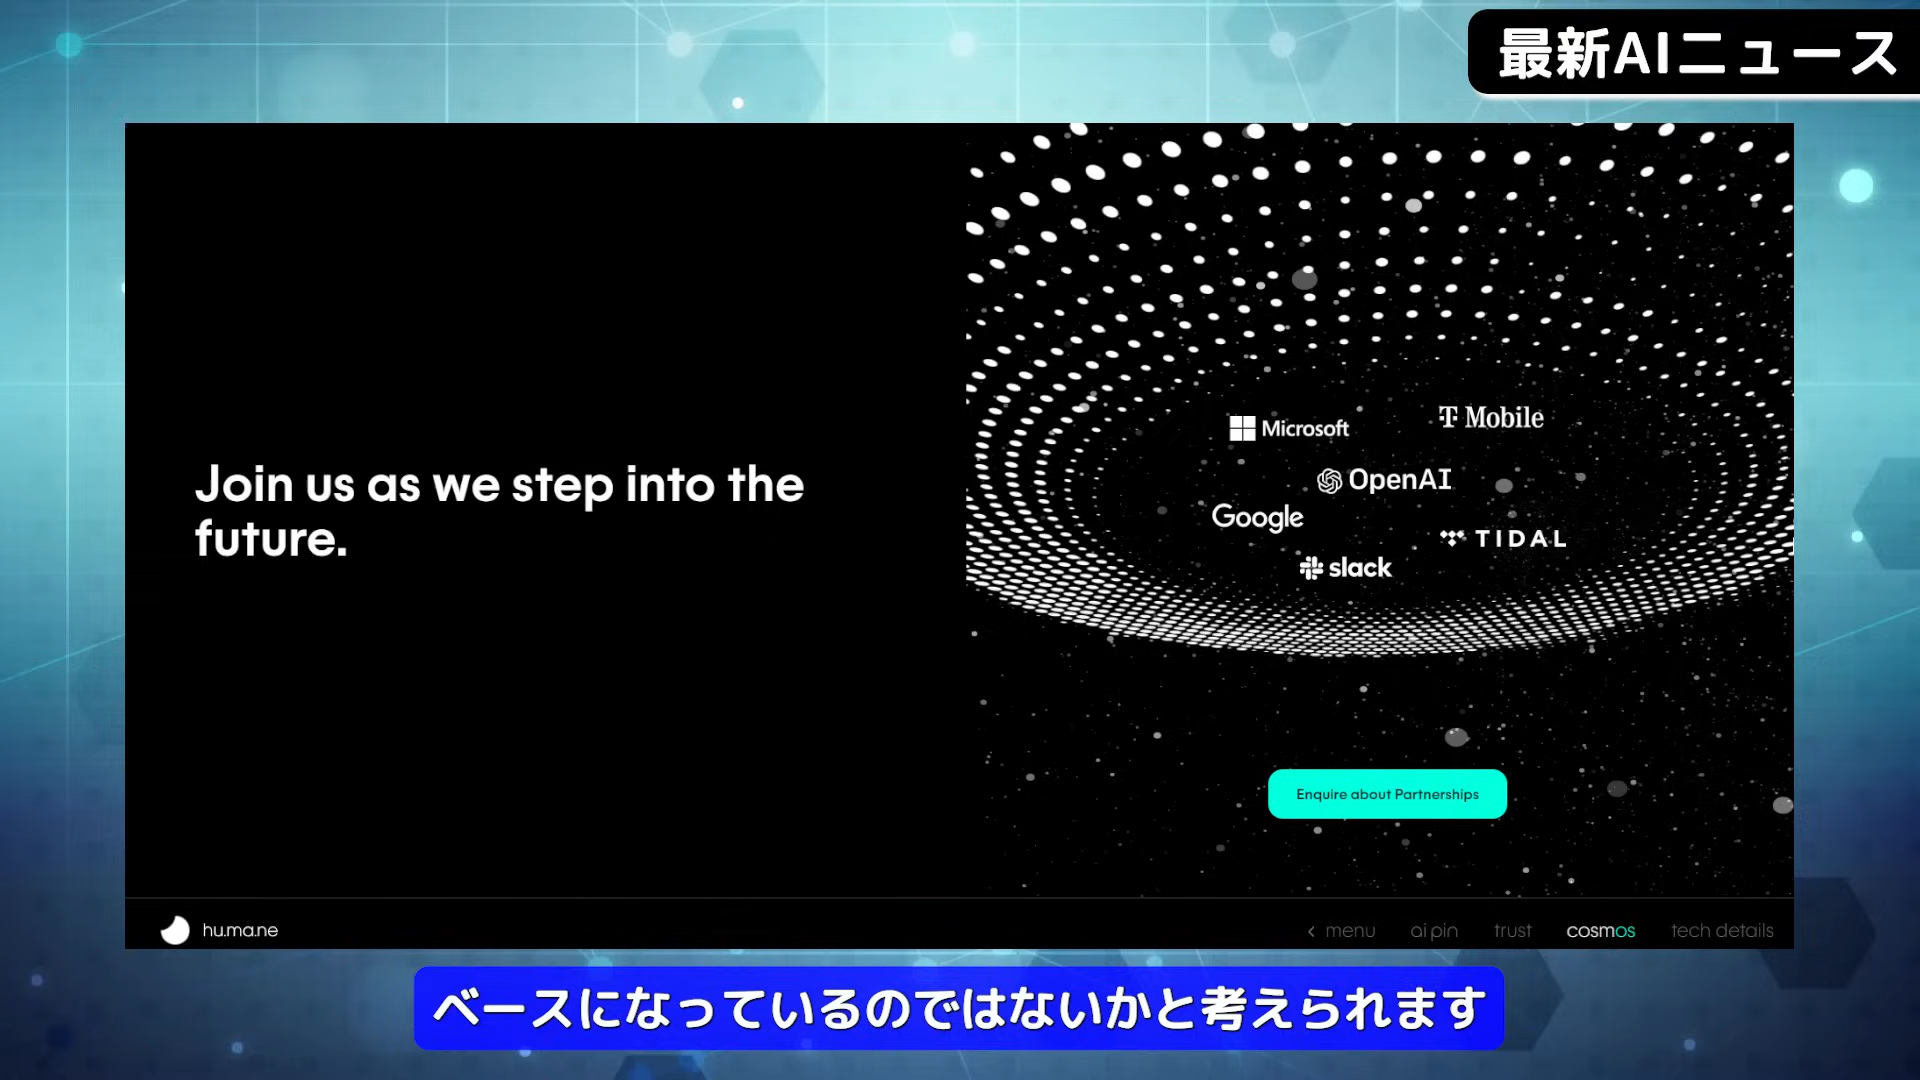 最新AIニュース
Join us as we step into the
future.
Microsoft
T Mobile
OpenAI
Google
TIDAL
slack
Enquire about Partnerships
hu.ma.ne
< menu
ai pin
trust
cosmos
tech details
ベースになっているのではないかと考えられます